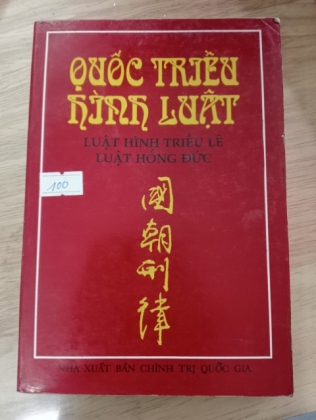 QUỐC TRIỀU
HÌNH LUẬT
LUẬT HÌNH TRIỀU LÊ
LUẬT HỒNG ĐỨC
100
國
朝
刑
律
NHÀ XUẤT BẢN CHÍNH TRỊ QUỐC GIA